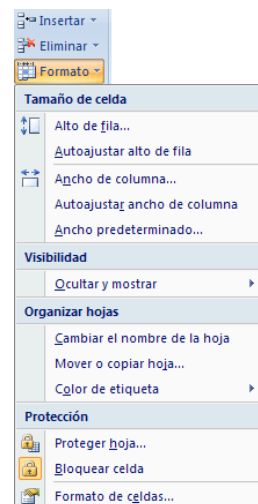 Insertar
Eliminar
Formato
Tamaño de celda
Alto de fila...
Autoajustar alto de fila
Ancho de columna...
Autoajustar ancho de columna
Ancho predeterminado...
Visibilidad
Ocultar y mostrar
Organizar hojas
Cambiar el nombre de la hoja
Mover o copiar hoja...
Color de etiqueta
Protección
Proteger hoja...
Bloquear celda
Formato de celdas...